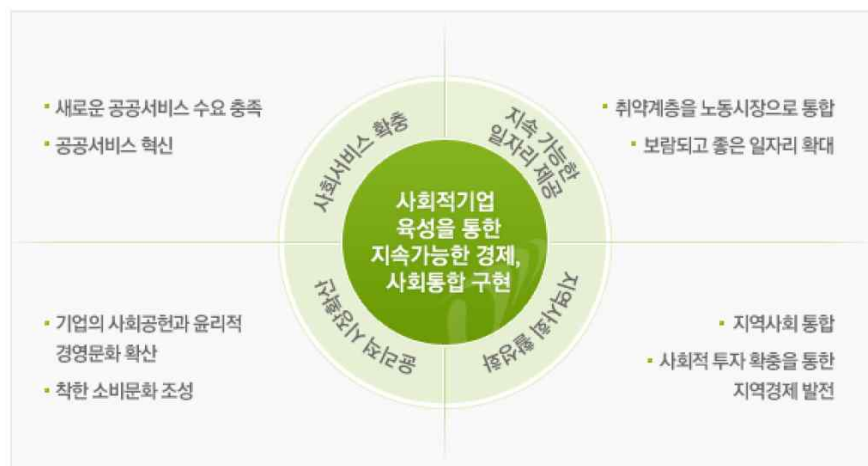 새로운 공공서비스 수요 충족
공공서비스 혁신
사회서비스 확충
지속 가능한
일자리 제공
취약계층을 노동시장으로 통합
보람되고 좋은 일자리 확대
사회적기업
육성을 통한
지속가능한 경제,
사회통합 구현
기업의 사회공헌과 윤리적
경영문화 확산
착한 소비문화 조성
윤리적 시장확산
지역사회 활성화
지역사회 통합
사회적 투자 확충을 통한
지역경제 발전